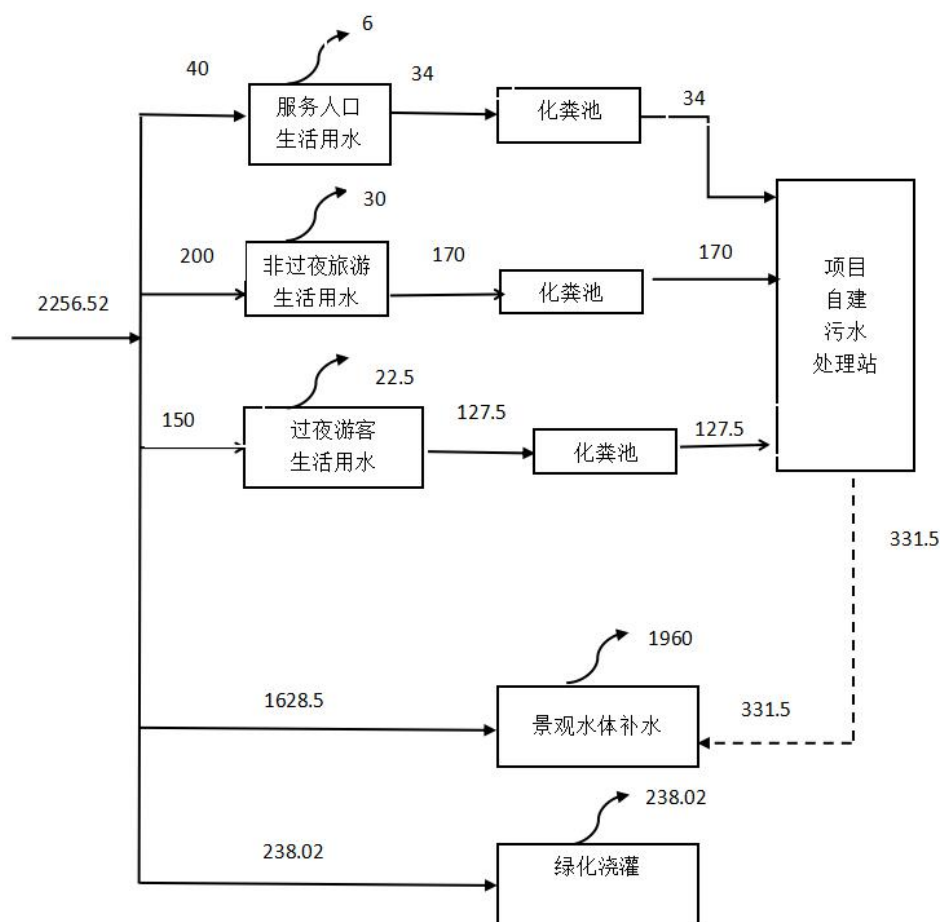 6
40
34
34
服务人口
生活用水
化粪池
30
200
170
170
非过夜旅游
生活用水
化粪池
项目
自建
污水
处理站
2256.52
22.5
150
127.5
127.5
过夜游客
生活用水
化粪池
331.5
1960
1628.5
331.5
景观水体补水
238.02
238.02
绿化浇灌